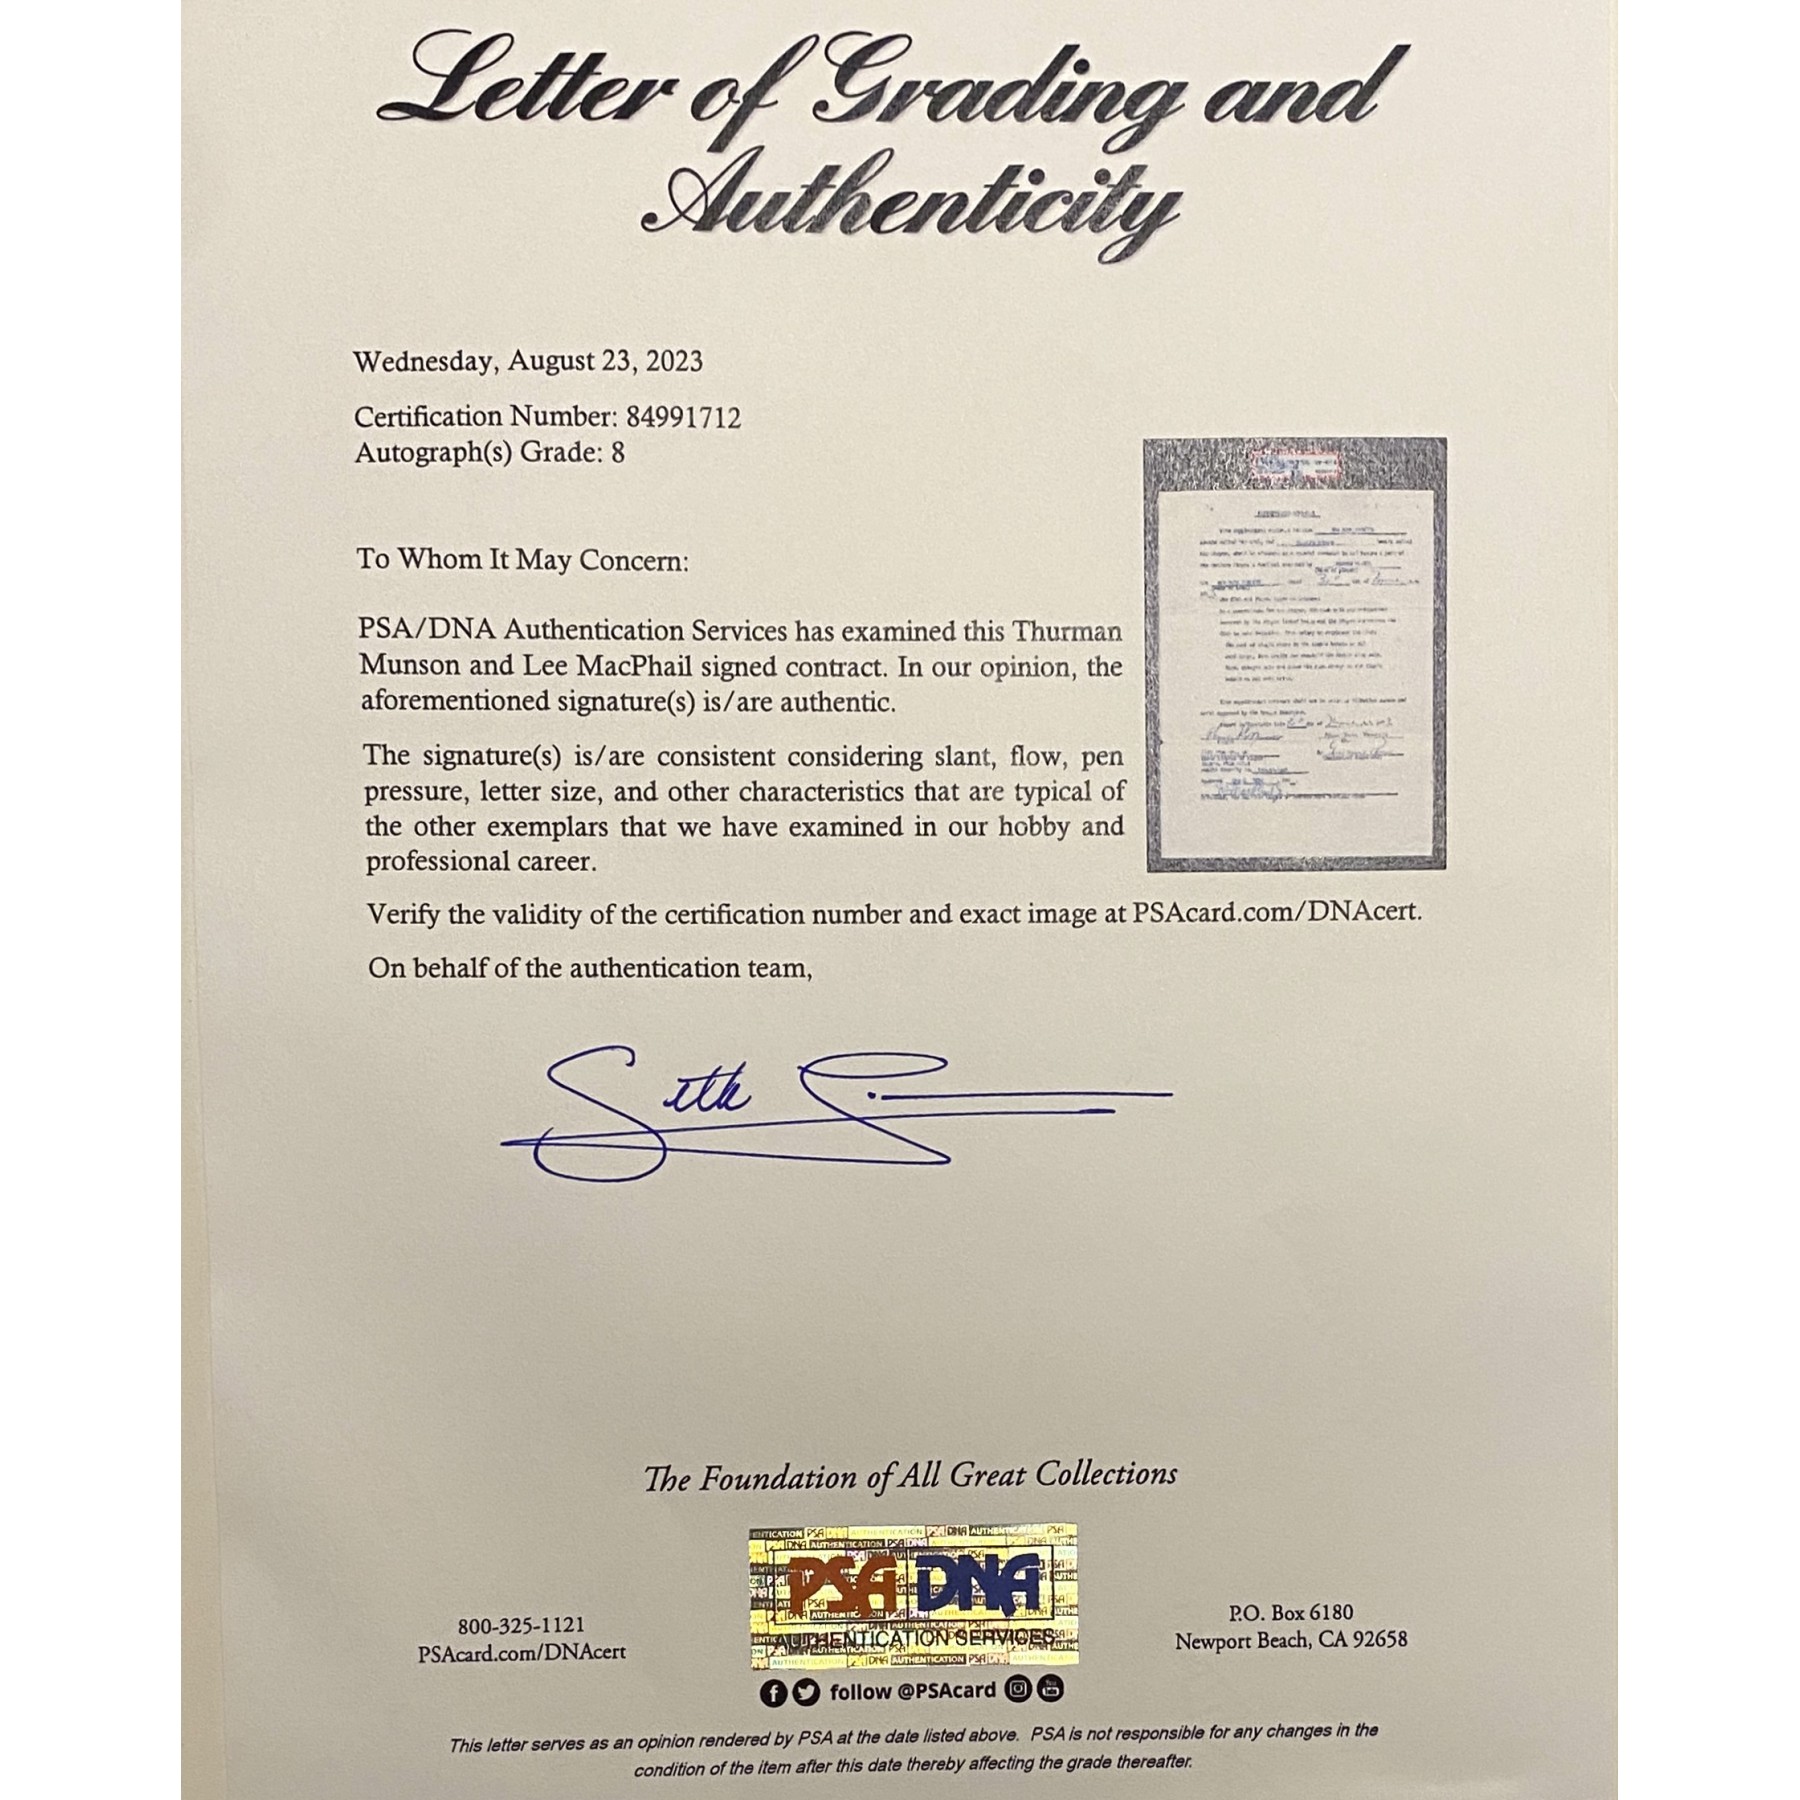 Letter of Grading and
Authenticity
Wednesday, August 23, 2023
Certification Number: 84991712
Autograph(s) Grade: 8
To Whom It May Concern:
PSA/DNA Authentication Services has examined this Thurman
Munson and Lee MacPhail signed contract. In our opinion, the
aforementioned signature(s) is/are authentic.
The signature(s) is/are consistent considering slant, flow, pen
pressure, letter size, and other characteristics that are typical of
the other exemplars that we have examined in our hobby and
professional career.
Verify the validity of the certification number and exact image at PSAcard.com/DNAcert.
On behalf of the authentication team,
Seth
The Foundation of All Great Collections
PSA DNA
AUTHENTICATION SERVICES
800-325-1121
PSAcard.com/DNAcert
P.O. Box 6180
Newport Beach, CA 92658
follow @PSAcard
This letter serves as an opinion rendered by PSA at the date listed above. PSA is not responsible for any changes in the
condition of the item after this date thereby affecting the grade thereafter.